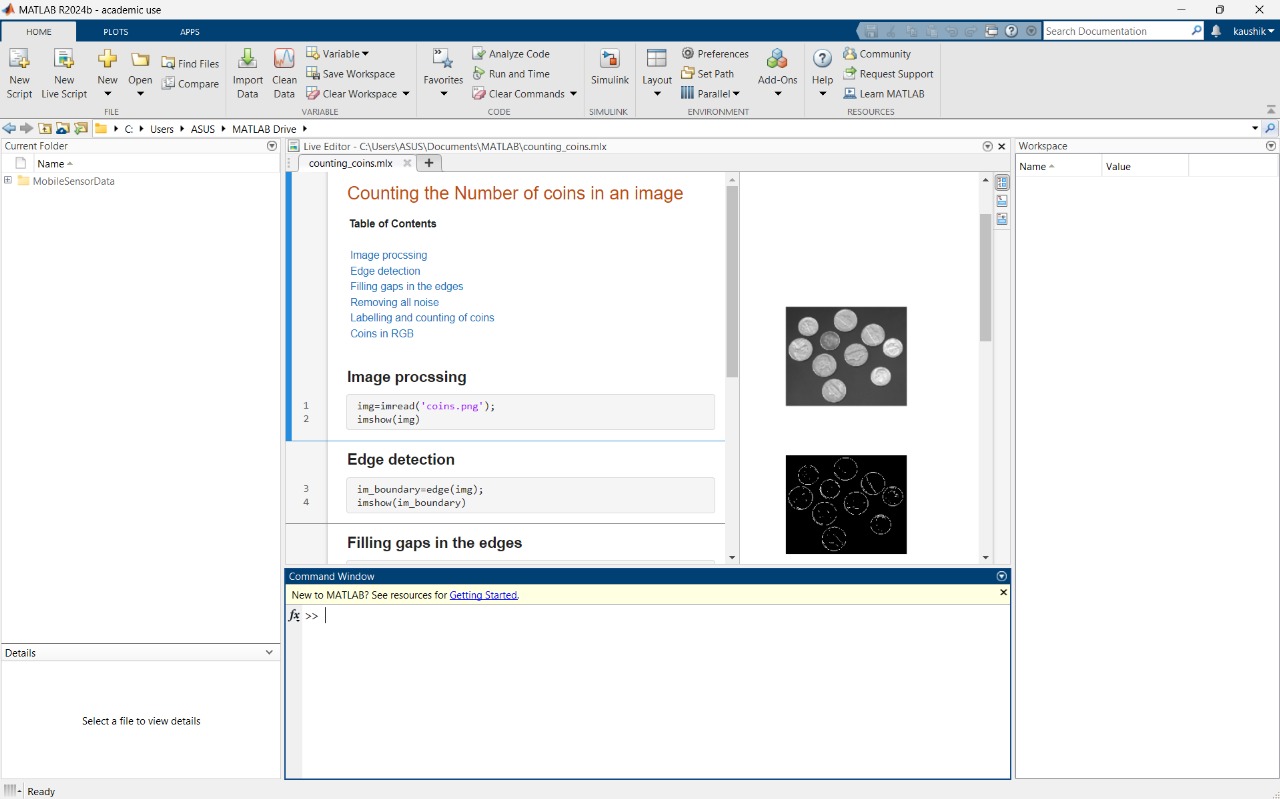 MATLAB R2024b - academic use
HOME PLOTS APPS
Search Documentation
kaushik
New Script
New Live Script
New
Open
Find Files
Compare
FILE
Import Data
Clean Data
Variable
Save Workspace
Clear Workspace
VARIABLE
Favorites
Analyze Code
Run and Time
Clear Commands
CODE
Simulink
SIMULINK
Layout
Preferences
Set Path
Parallel
Add-Ons
ENVIRONMENT
Help
Community
Request Support
Learn MATLAB
RESOURCES
C: Users ASUS MATLAB Drive
Current Folder
Name
MobileSensorData
Details
Select a file to view details
Live Editor - C:\Users\ASUS\Documents\MATLAB\counting_coins.mlx
counting_coins.mlx
Counting the Number of coins in an image
Table of Contents
Image procssing
Edge detection
Filling gaps in the edges
Removing all noise
Labelling and counting of coins
Coins in RGB
Image procssing
1 img=imread('coins.png');
2 imshow(img)
Edge detection
3 im_boundary=edge(img);
4 imshow(im_boundary)
Filling gaps in the edges
Command Window
New to MATLAB? See resources for Getting Started.
fx >>
Workspace
Name Value
Ready